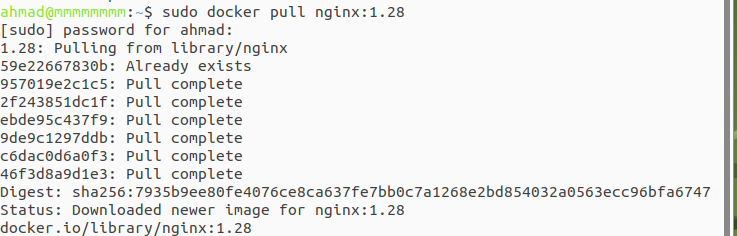 ahmad@mmmmmmmm:~$ sudo docker pull nginx:1.28
[sudo] password for ahmad:
1.28: Pulling from library/nginx
59e22667830b: Already exists
957019e2c1c5: Pull complete
2f243851dc1f: Pull complete
ebde95c437f9: Pull complete
9de9c1297ddb: Pull complete
c6dac0d6a0f3: Pull complete
46f3d8a9d1e3: Pull complete
Digest: sha256:7935b9ee80fe4076ce8ca637fe7bb0c7a1268e2bd854032a0563ecc96bfa6747
Status: Downloaded newer image for nginx:1.28
docker.io/library/nginx:1.28